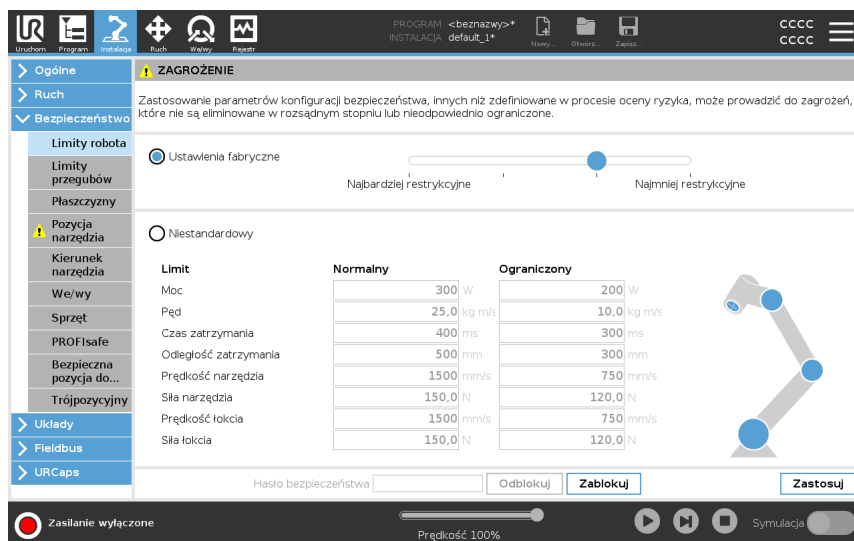 Uruchom Program Instalacja Ruch We/wy Rejestr
PROGRAM <beznazwy>*
INSTALACJA default_1*
Nowy... Otwórz... Zapisz...
CCCC
CCCC
Ogólne
Ruch
Bezpieczeństwo
Limity robota
Limity
przegubów
Płaszczyzny
Pozycja
narzędzia
Kierunek
narzędzia
We/wy
Sprzęt
PROFIsafe
Bezpieczna
pozycja do...
Trójpozycyjny
Układy
Fieldbus
URCaps
ZAGROŻENIE
Zastosowanie parametrów konfiguracji bezpieczeństwa, innych niż zdefiniowane w procesie oceny ryzyka, może prowadzić do zagrożeń,
które nie są eliminowane w rozsądnym stopniu lub nieodpowiednio ograniczone.
Ustawienia fabryczne
Najbardziej restrykcyjne Najmniej restrykcyjne
Niestandardowy
Limit Normalny Ograniczony
Moc 300 W 200 W
Pęd 25,0 kg m/s 10,0 kg m/s
Czas zatrzymania 400 ms 300 ms
Odległość zatrzymania 500 mm 300 mm
Prędkość narzędzia 1500 mm/s 750 mm/s
Siła narzędzia 150,0 N 120,0 N
Prędkość łokcia 1500 mm/s 750 mm/s
Siła łokcia 150,0 N 120,0 N
Hasło bezpieczeństwa Odblokuj Zablokuj Zastosuj
Zasilanie wyłączone
Prędkość 100%
Symulacja